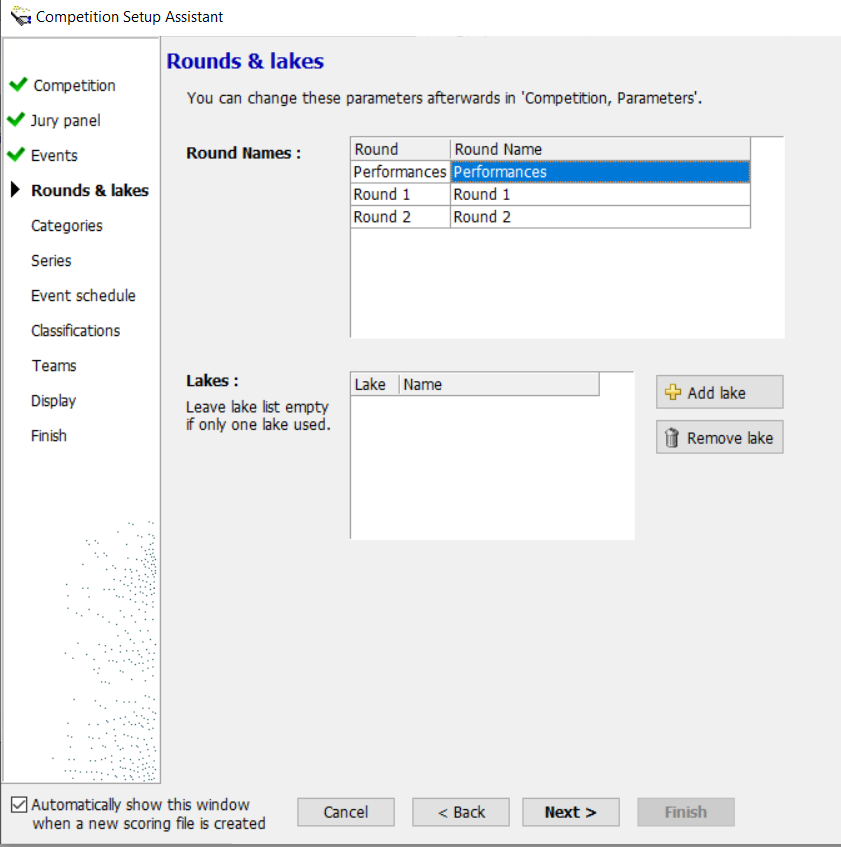 Competition Setup Assistant
Competition
Jury panel
Events
Rounds & lakes
Categories
Series
Event schedule
Classifications
Teams
Display
Finish
Rounds & lakes
You can change these parameters afterwards in 'Competition, Parameters'.
Round Names :
Round Round Name
Performances Performances
Round 1 Round 1
Round 2 Round 2
Lakes :
Leave lake list empty
if only one lake used.
Lake Name
Add lake
Remove lake
Automatically show this window
when a new scoring file is created
Cancel
< Back
Next >
Finish